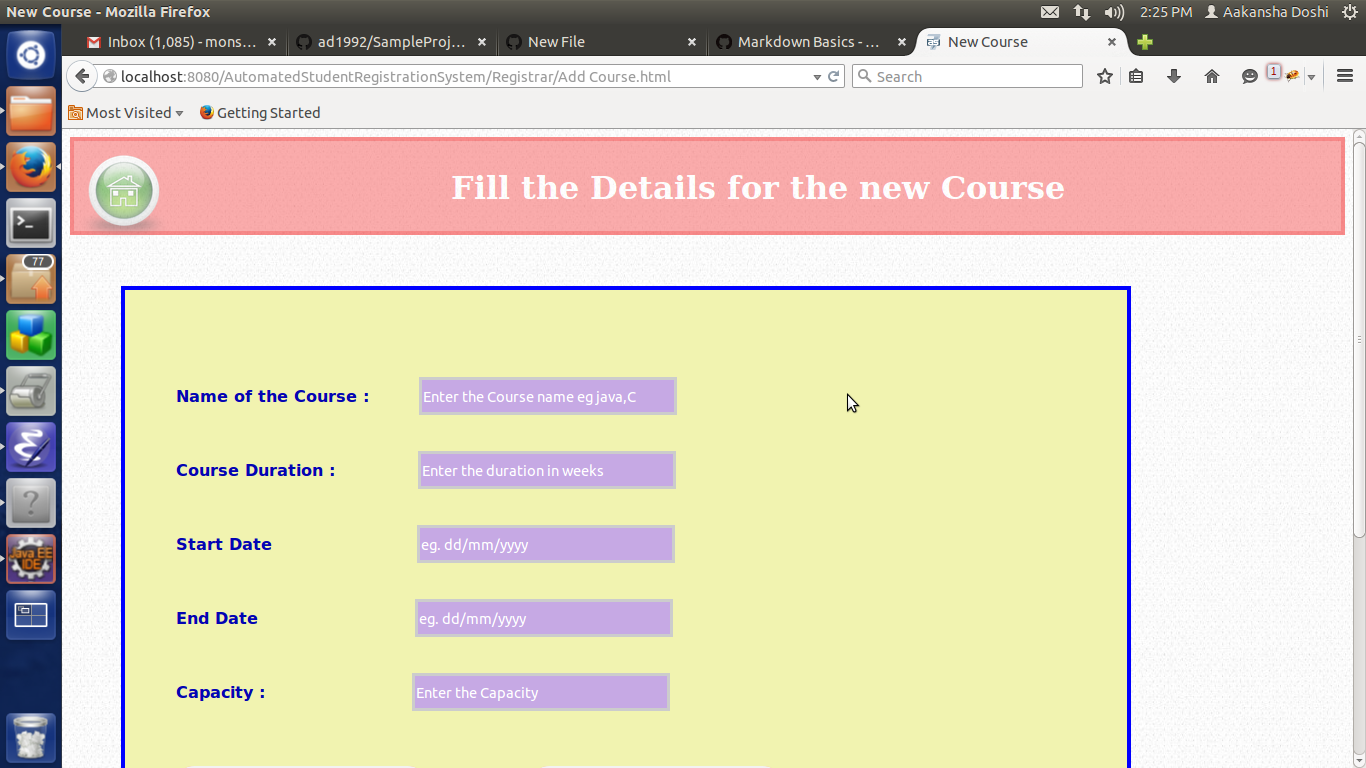 New Course - Mozilla Firefox
2:25 PM Aakansha Doshi
Inbox (1,085) - mons... ad1992/SampleProj... New File Markdown Basics - ... New Course
localhost:8080/AutomatedStudentRegistrationSystem/Registrar/Add Course.html Search 1
Most Visited Getting Started
Fill the Details for the new Course
77
Name of the Course : Enter the Course name eg java,C
Course Duration : Enter the duration in weeks
Start Date eg. dd/mm/yyyy
Java EE
IDE
End Date eg. dd/mm/yyyy
Capacity : Enter the Capacity